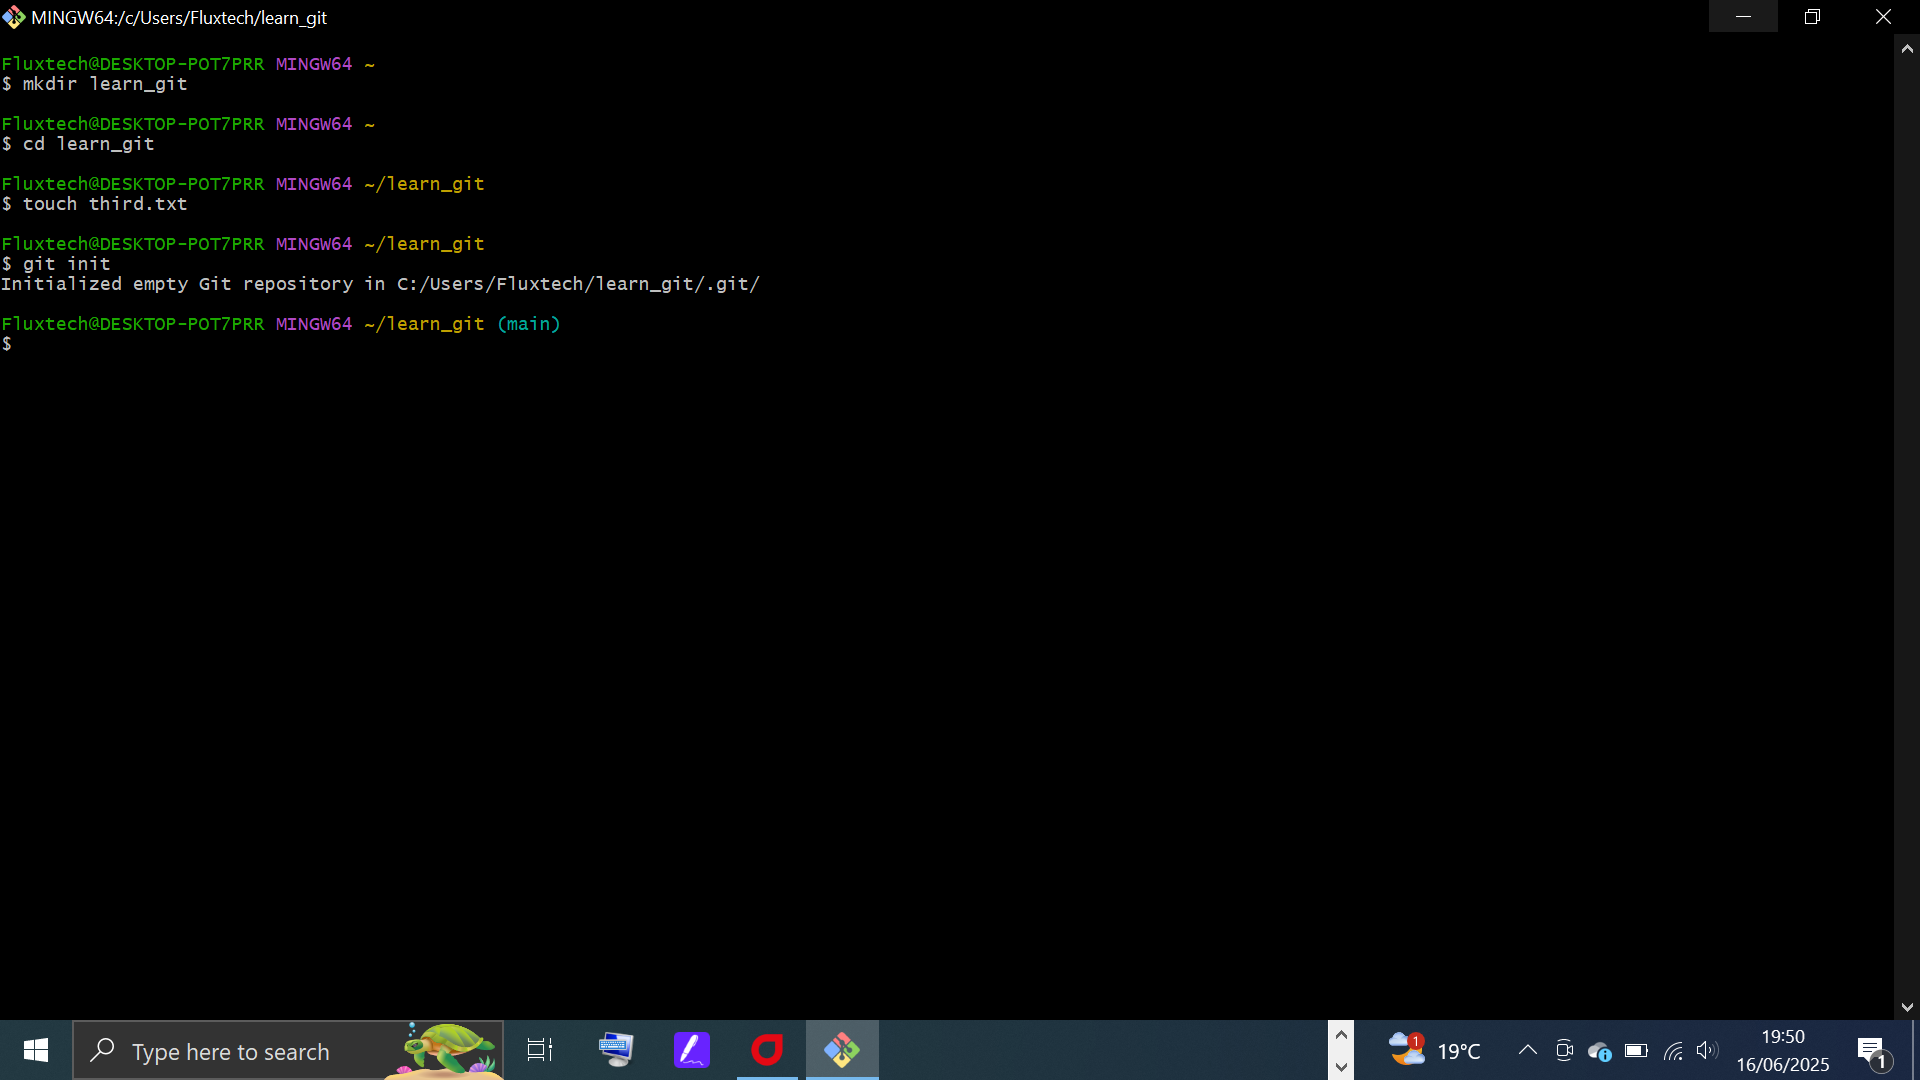 MINGW64:/c/Users/Fluxtech/learn_git
Fluxtech@DESKTOP-POT7PRR MINGW64 ~
$ mkdir learn_git
Fluxtech@DESKTOP-POT7PRR MINGW64 ~
$ cd learn_git
Fluxtech@DESKTOP-POT7PRR MINGW64 ~/learn_git
$ touch third.txt
Fluxtech@DESKTOP-POT7PRR MINGW64 ~/learn_git
$ git init
Initialized empty Git repository in C:/Users/Fluxtech/learn_git/.git/
Fluxtech@DESKTOP-POT7PRR MINGW64 ~/learn_git (main)
$
Type here to search
1
19°C
19:50
16/06/2025
1